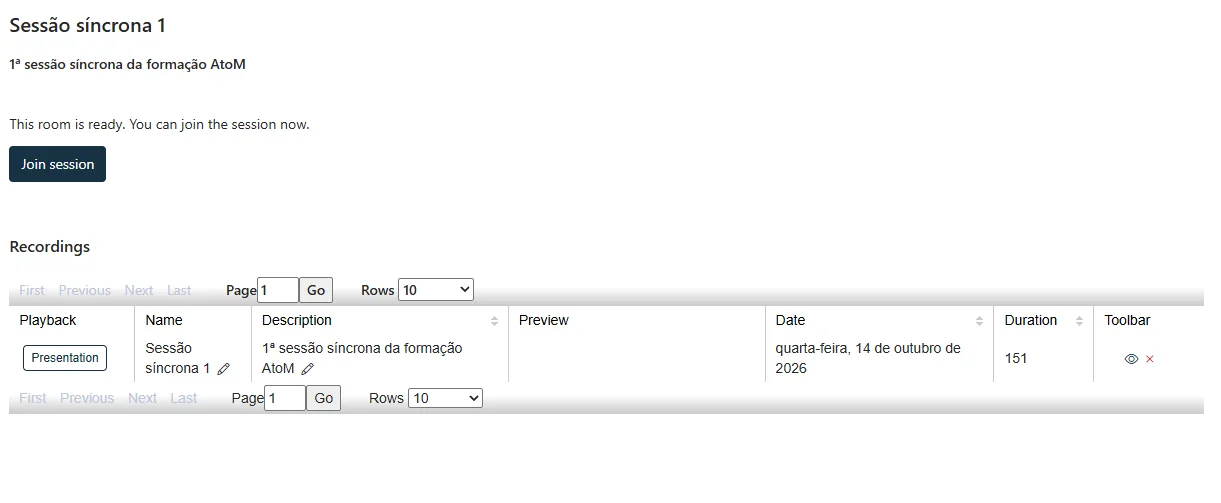 Sessão síncrona 1
1ª sessão síncrona da formação AtoM
This room is ready. You can join the session now.
Join session
Recordings
First Previous Next Last Page 1 Go Rows 10
Playback Name Description Preview Date Duration Toolbar
Presentation
Sessão
síncrona 1
1ª sessão síncrona da formação
AtoM
quarta-feira, 14 de outubro de
2026
151
First Previous Next Last Page 1 Go Rows 10